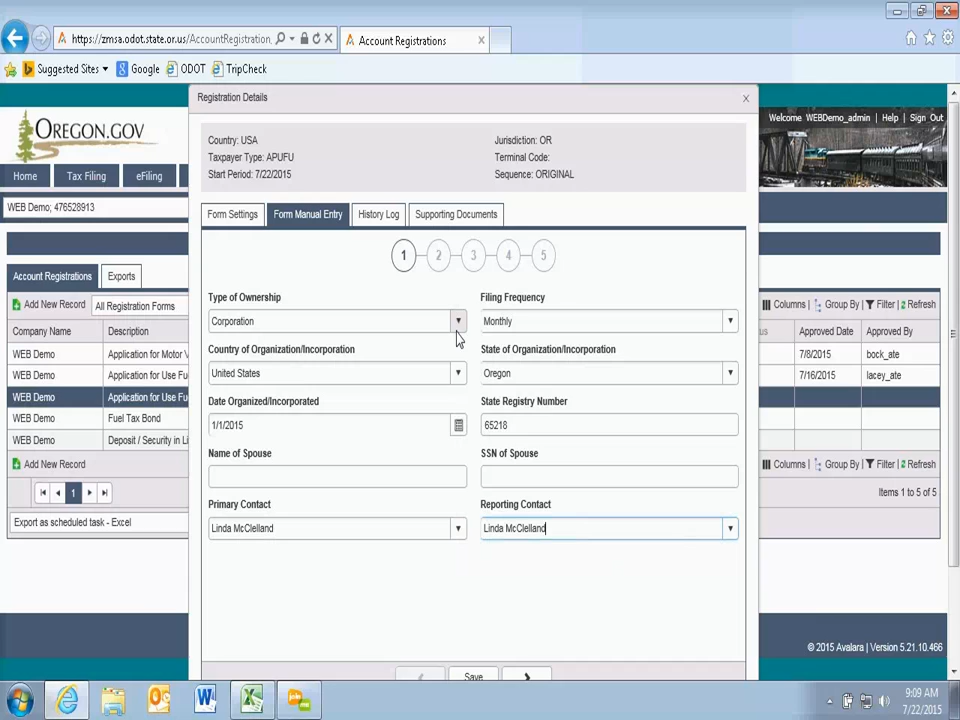 https://zmsa.odot.state.or.us/AccountRegistration
Account Registrations
Suggested Sites
Google
ODOT
TripCheck
Registration Details
OREGON.GOV
Welcome WEBDemo_admin | Help | Sign Out
Country: USA
Jurisdiction: OR
Taxpayer Type: APUFU
Terminal Code:
Start Period: 7/22/2015
Sequence: ORIGINAL
Home
Tax Filing
eFiling
WEB Demo; 476528913
Form Settings
Form Manual Entry
History Log
Supporting Documents
1 2 3 4 5
Account Registrations
Exports
Add New Record
All Registration Forms
Columns
Group By
Filter
Refresh
Company Name
Description
Approved Date
Approved By
WEB Demo
Application for Motor V
7/8/2015
bock_ate
WEB Demo
Application for Use Fu
7/16/2015
lacey_ate
WEB Demo
Application for Use Fu
WEB Demo
Fuel Tax Bond
WEB Demo
Deposit / Security in Li
Add New Record
Columns
Group By
Filter
Refresh
1
Items 1 to 5 of 5
Export as scheduled task - Excel
Type of Ownership
Filing Frequency
Corporation
Monthly
Country of Organization/Incorporation
State of Organization/Incorporation
United States
Oregon
Date Organized/Incorporated
State Registry Number
1/1/2015
65218
Name of Spouse
SSN of Spouse
Primary Contact
Reporting Contact
Linda McClelland
Linda McClelland
Save
© 2015 Avalara | Version 5.21.10.466
9:09 AM
7/22/2015